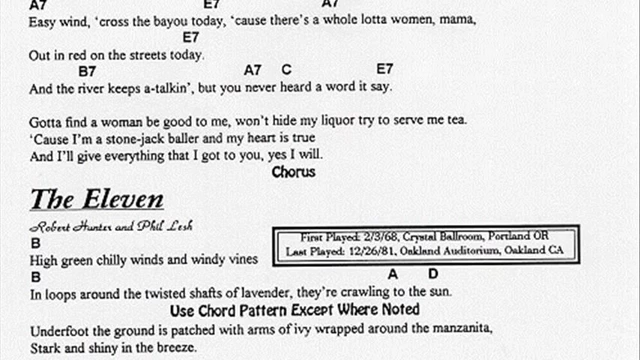 A7 E7 A7
Easy wind, ‘cross the bayou today, ‘cause there’s a whole lotta women, mama,
E7
Out in red on the streets today.
B7 A7 C E7
And the river keeps a-talkin’, but you never heard a word it say.
Gotta find a woman be good to me, won’t hide my liquor try to serve me tea.
‘Cause I’m a stone-jack baller and my heart is true
And I’ll give everything that I got to you, yes I will.
Chorus
The Eleven
Robert Hunter and Phil Lesh
First Played: 2/3/68, Crystal Ballroom, Portland OR
Last Played: 12/26/81, Oakland Auditorium, Oakland CA
B
High green chilly winds and windy vines
B A D
In loops around the twisted shafts of lavender, they’re crawling to the sun.
Use Chord Pattern Except Where Noted
Underfoot the ground is patched with arms of ivy wrapped around the manzanita,
Stark and shiny in the breeze.